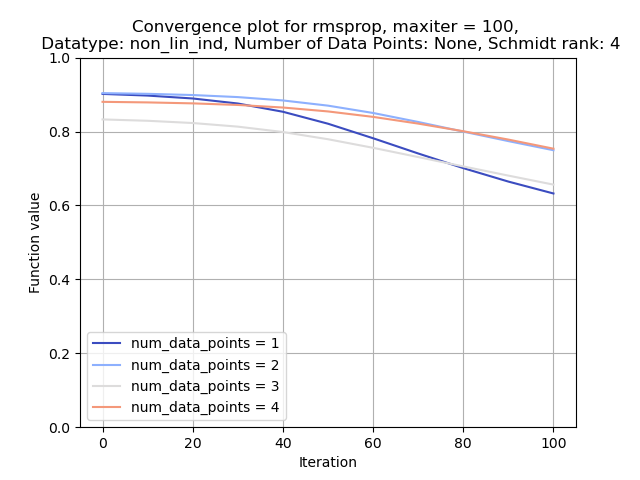 Convergence plot for rmsprop, maxiter = 100,
Datatype: non_lin_ind, Number of Data Points: None, Schmidt rank: 4
1.0
0.8
0.6
0.4
0.2
0.0
Function value
num_data_points = 1
num_data_points = 2
num_data_points = 3
num_data_points = 4
0 20 40 60 80 100
Iteration